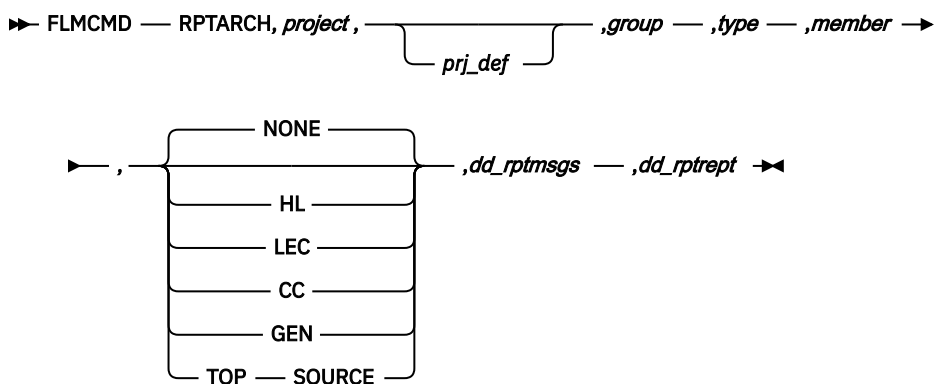 FLMCMD RPTARCH, project , ,group ,type ,member
prj_def
NONE
, ,dd_rptmsgs ,dd_rptrept
HL
LEC
CC
GEN
TOP SOURCE